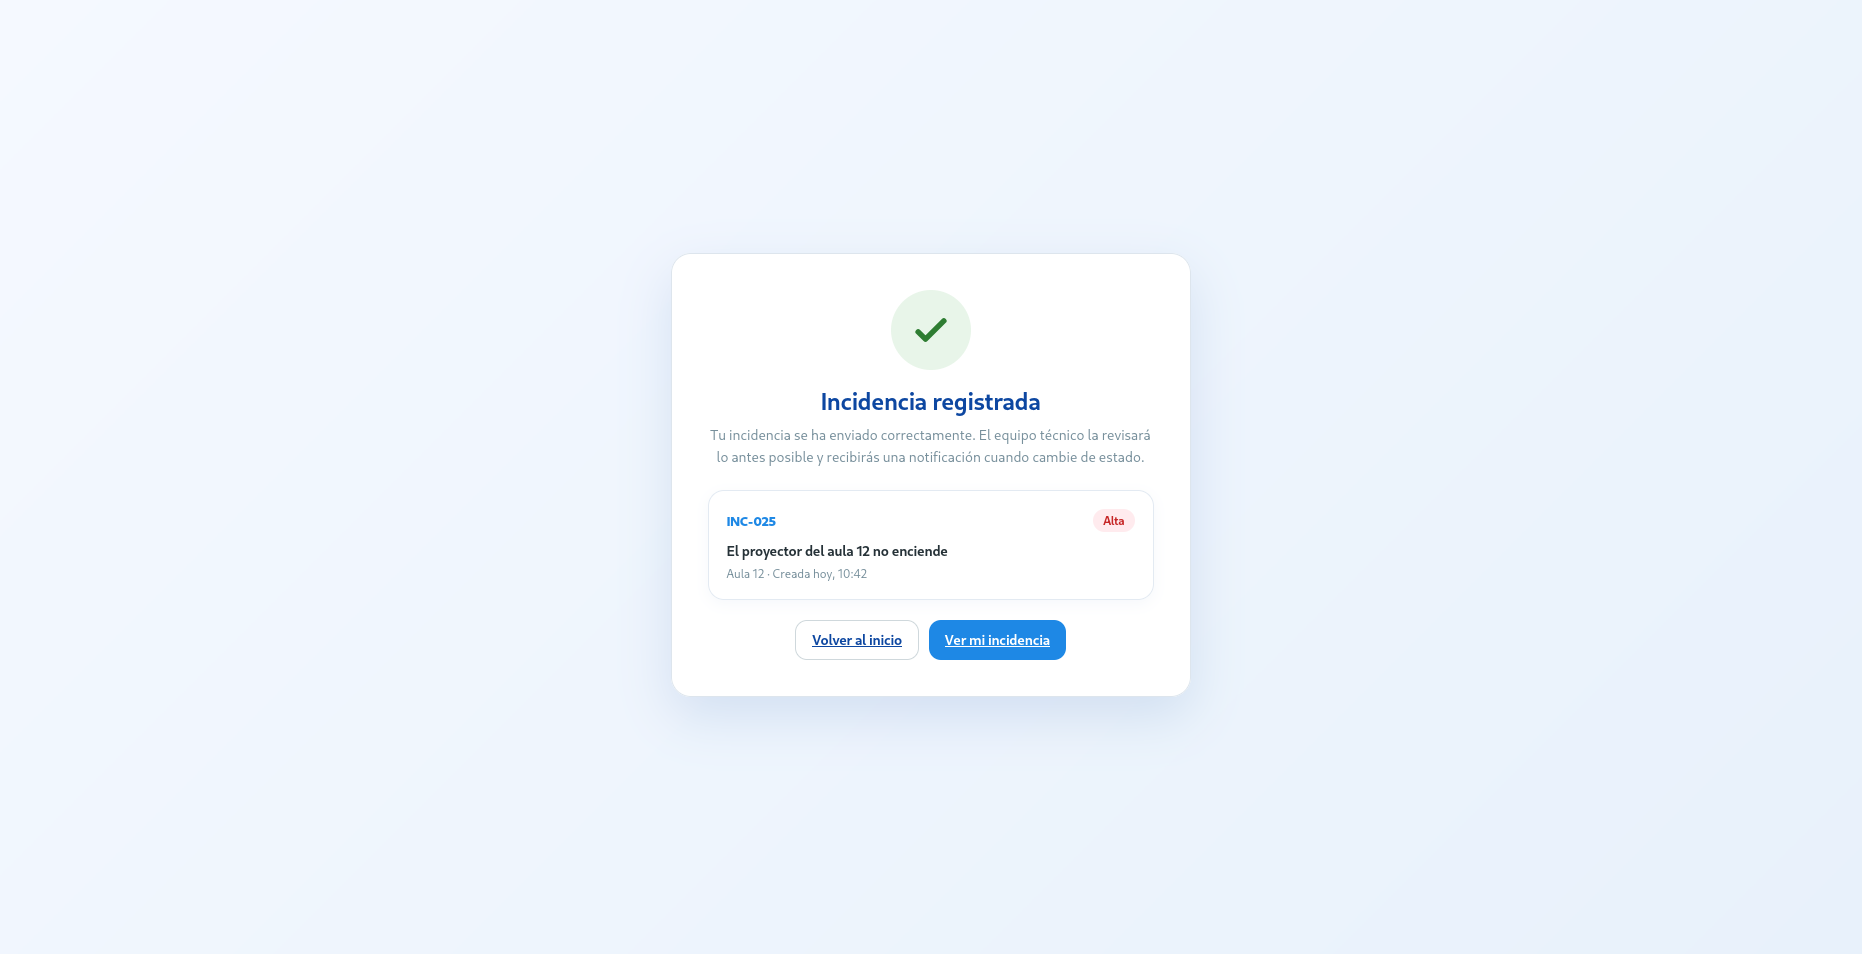 Incidencia registrada
Tu incidencia se ha enviado correctamente. El equipo técnico la revisará
lo antes posible y recibirás una notificación cuando cambie de estado.
INC-025
Alta
El proyector del aula 12 no enciende
Aula 12 · Creada hoy, 10:42
Volver al inicio
Ver mi incidencia